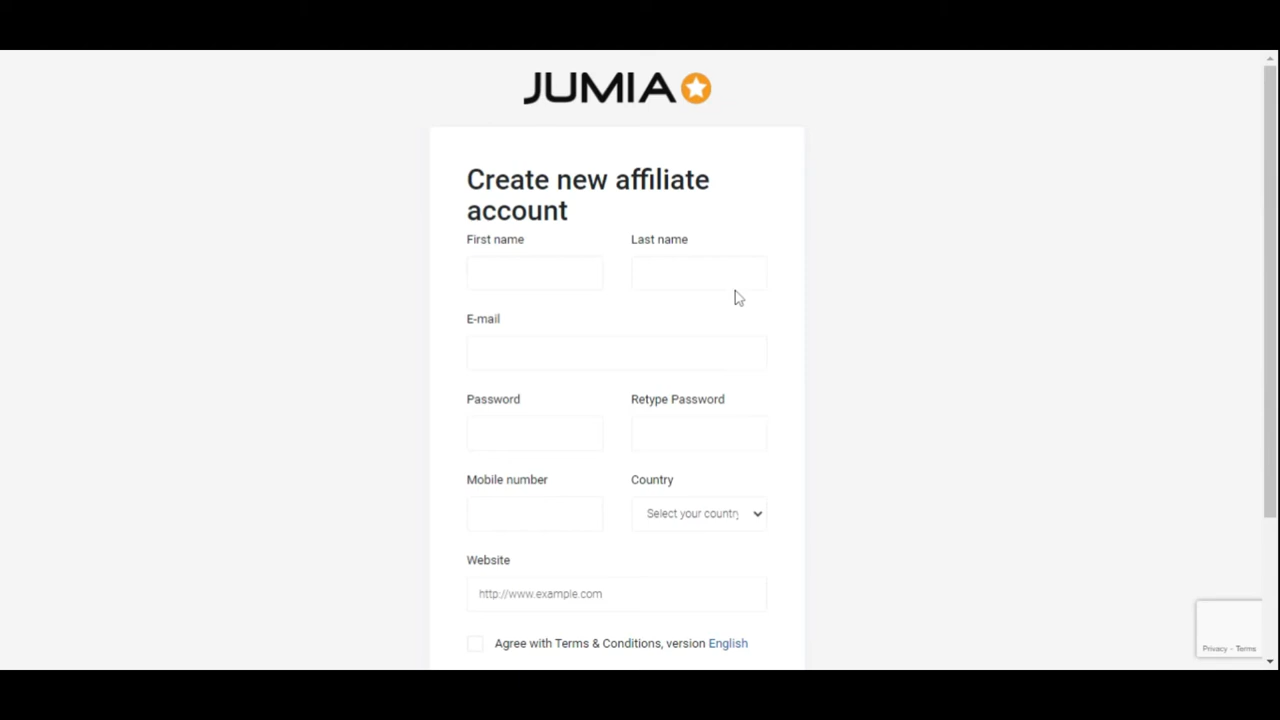 JUMIA
Create new affiliate
account
First name Last name
E-mail
Password Retype Password
Mobile number Country
Select your country
Website
http://www.example.com
Agree with Terms & Conditions, version English
Privacy - Terms